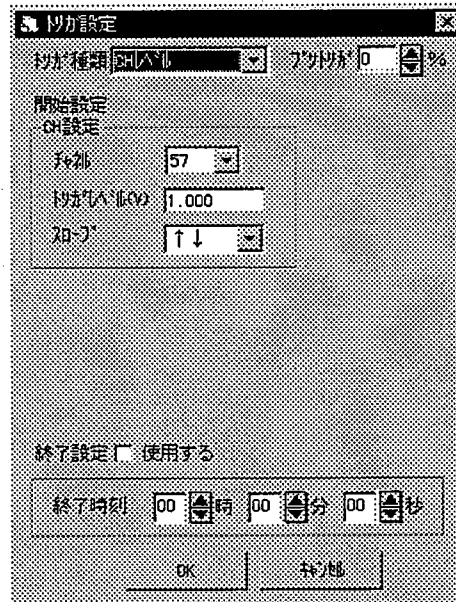 トリガ設定
トリガ種類 CHレベル プリトリガ 0 %
開始設定
CH設定
チャネル 57
トリガレベル(V) 1.000
スロープ ↑↓
終了設定 使用する
終了時刻 00 時 00 分 00 秒
OK キャンセル